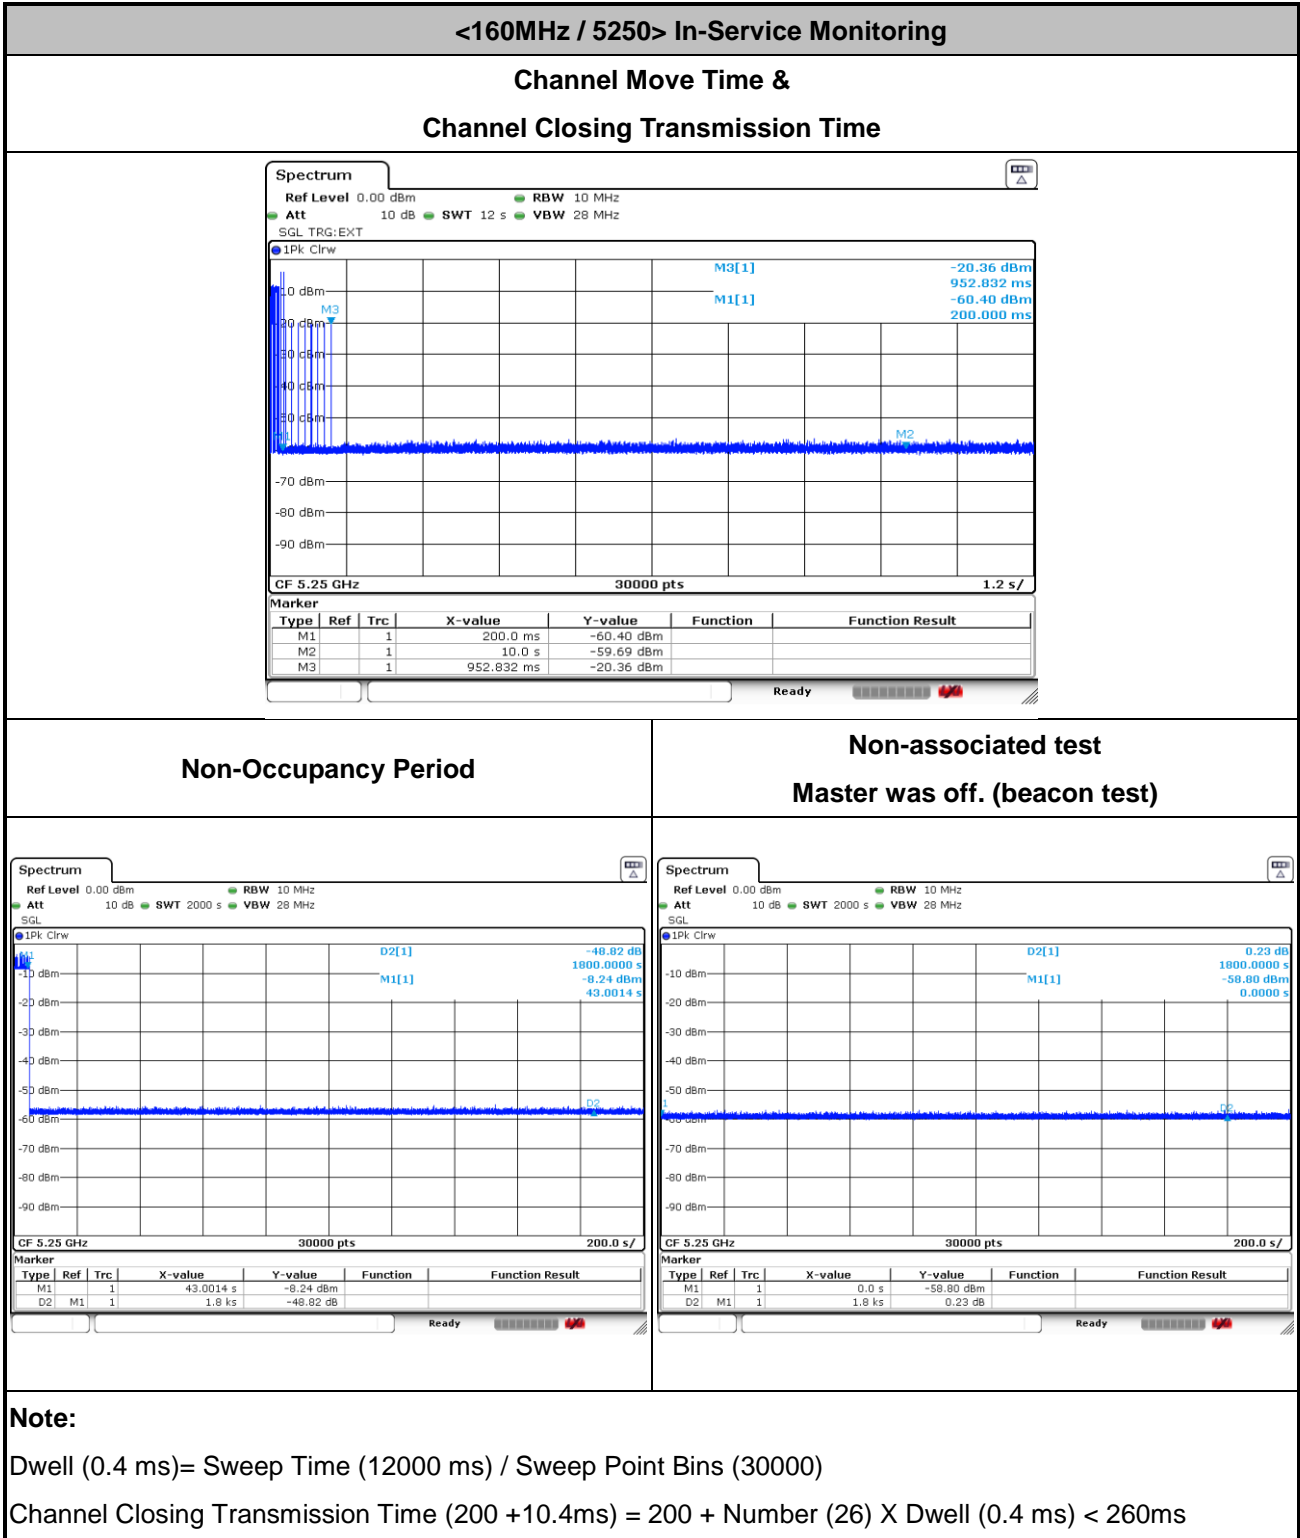 <160MHz / 5250> In-Service Monitoring
Channel Move Time &
Channel Closing Transmission Time
Spectrum
Ref Level 0.00 dBm RBW 10 MHz
Att 10 dB SWT 12 s VBW 28 MHz
SGL TRG:EXT
1Pk Clrw
M3[1] -20.36 dBm
952.832 ms
M1[1] -60.40 dBm
200.000 ms
M3
M2
-70 dBm
-80 dBm
-90 dBm
CF 5.25 GHz 30000 pts 1.2 s/
Marker
Type Ref Trc X-value Y-value Function Function Result
M1 1 200.0 ms -60.40 dBm
M2 1 10.0 s -59.69 dBm
M3 1 952.832 ms -20.36 dBm
Ready
Non-Occupancy Period
Non-associated test
Master was off. (beacon test)
Spectrum
Ref Level 0.00 dBm RBW 10 MHz
Att 10 dB SWT 2000 s VBW 28 MHz
SGL
1Pk Clrw
D2[1] -48.82 dB
1800.0000 s
M1[1] -8.24 dBm
43.0014 s
M1
-10 dBm
-20 dBm
-30 dBm
-40 dBm
-50 dBm
D2
-60 dBm
-70 dBm
-80 dBm
-90 dBm
CF 5.25 GHz 30000 pts 200.0 s/
Marker
Type Ref Trc X-value Y-value Function Function Result
M1 1 43.0014 s -8.24 dBm
D2 M1 1 1.8 ks -48.82 dB
Ready
Spectrum
Ref Level 0.00 dBm RBW 10 MHz
Att 10 dB SWT 2000 s VBW 28 MHz
SGL
1Pk Clrw
D2[1] 0.23 dB
1800.0000 s
M1[1] -58.80 dBm
0.0000 s
-10 dBm
-20 dBm
-30 dBm
-40 dBm
-50 dBm
D2
-70 dBm
-80 dBm
-90 dBm
CF 5.25 GHz 30000 pts 200.0 s/
Marker
Type Ref Trc X-value Y-value Function Function Result
M1 1 0.0 s -58.80 dBm
D2 M1 1 1.8 ks 0.23 dB
Ready
Note:
Dwell (0.4 ms)= Sweep Time (12000 ms) / Sweep Point Bins (30000)
Channel Closing Transmission Time (200 +10.4ms) = 200 + Number (26) X Dwell (0.4 ms) < 260ms